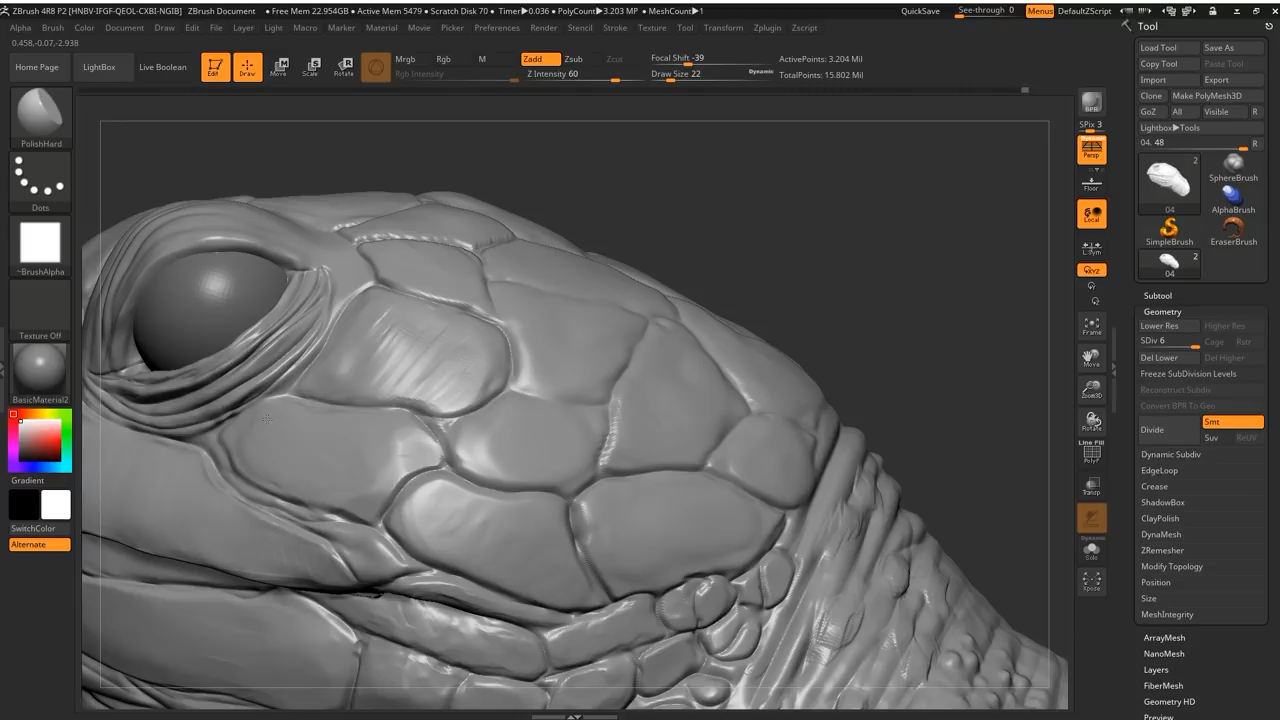 ZBrush 4R8 P2 [HNBV-IFGF-QEOL-CXBI-NGIB] ZBrush Document • Free Mem 22.954GB • Active Mem 5479 • Scratch Disk 70 • Timer▶0.036 • PolyCount▶3.203 MP • MeshCount▶1 QuickSave See-through 0 Menus DefaultZScript
Alpha Brush Color Document Draw Edit File Layer Light Macro Marker Material Movie Picker Preferences Render Stencil Stroke Texture Tool Transform Zplugin Zscript
Tool
0.458,-0.07,-2.938
Home Page LightBox Live Boolean Edit Draw Move Scale Rotate
Mrgb Rgb M Zadd Zsub Zcut
Rgb Intensity Z Intensity 60
Focal Shift -39 ActivePoints: 3.204 Mil
Draw Size 22 Dynamic TotalPoints: 15.802 Mil
Load Tool Save As
Copy Tool Paste Tool
Import Export
Clone Make PolyMesh3D
GoZ All Visible R
Lightbox▶Tools
04. 48 R
2
SphereBrush
04 AlphaBrush
SimpleBrush EraserBrush
2
04
Subtool
Geometry
Lower Res Higher Res
SDiv 6 Cage Rstr
Del Lower Del Higher
Freeze SubDivision Levels
Reconstruct Subdiv
Convert BPR To Geo
Divide Smt
Suv ReUV
Dynamic Subdiv
EdgeLoop
Crease
ShadowBox
ClayPolish
DynaMesh
ZRemesher
Modify Topology
Position
Size
MeshIntegrity
ArrayMesh
NanoMesh
Layers
FiberMesh
Geometry HD
Preview
PolishHard
Dots
~BrushAlpha
Texture Off
BasicMaterial2
Gradient
SwitchColor
Alternate
BPR
SPix 3
Dynamic
Persp
Floor
Local
L.Sym
XYZ
Frame
Move
Zoom3D
Rotate
Line Fill
PolyF
Transp
Dynamic
Solo
Xpose